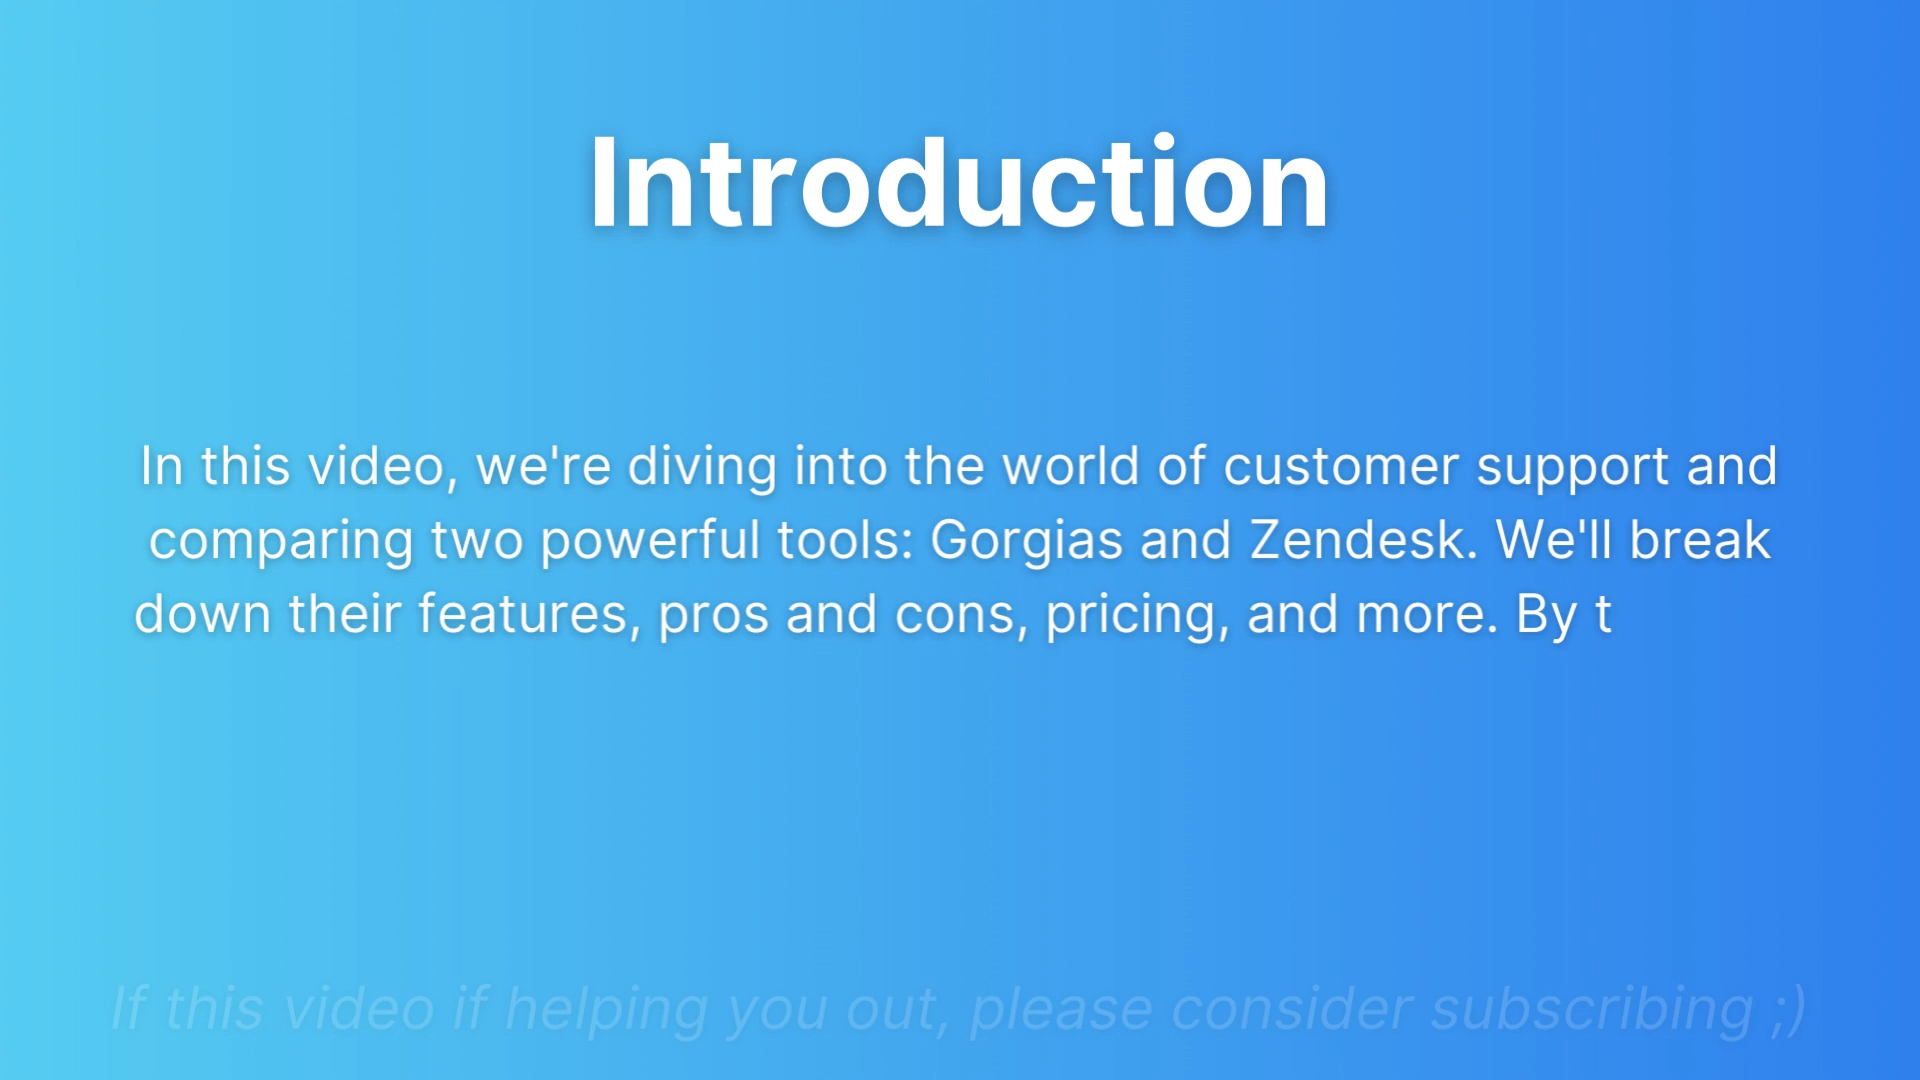 Introduction
In this video, we're diving into the world of customer support and
comparing two powerful tools: Gorgias and Zendesk. We'll break
down their features, pros and cons, pricing, and more. By t
If this video if helping you out, please consider subscribing ;)